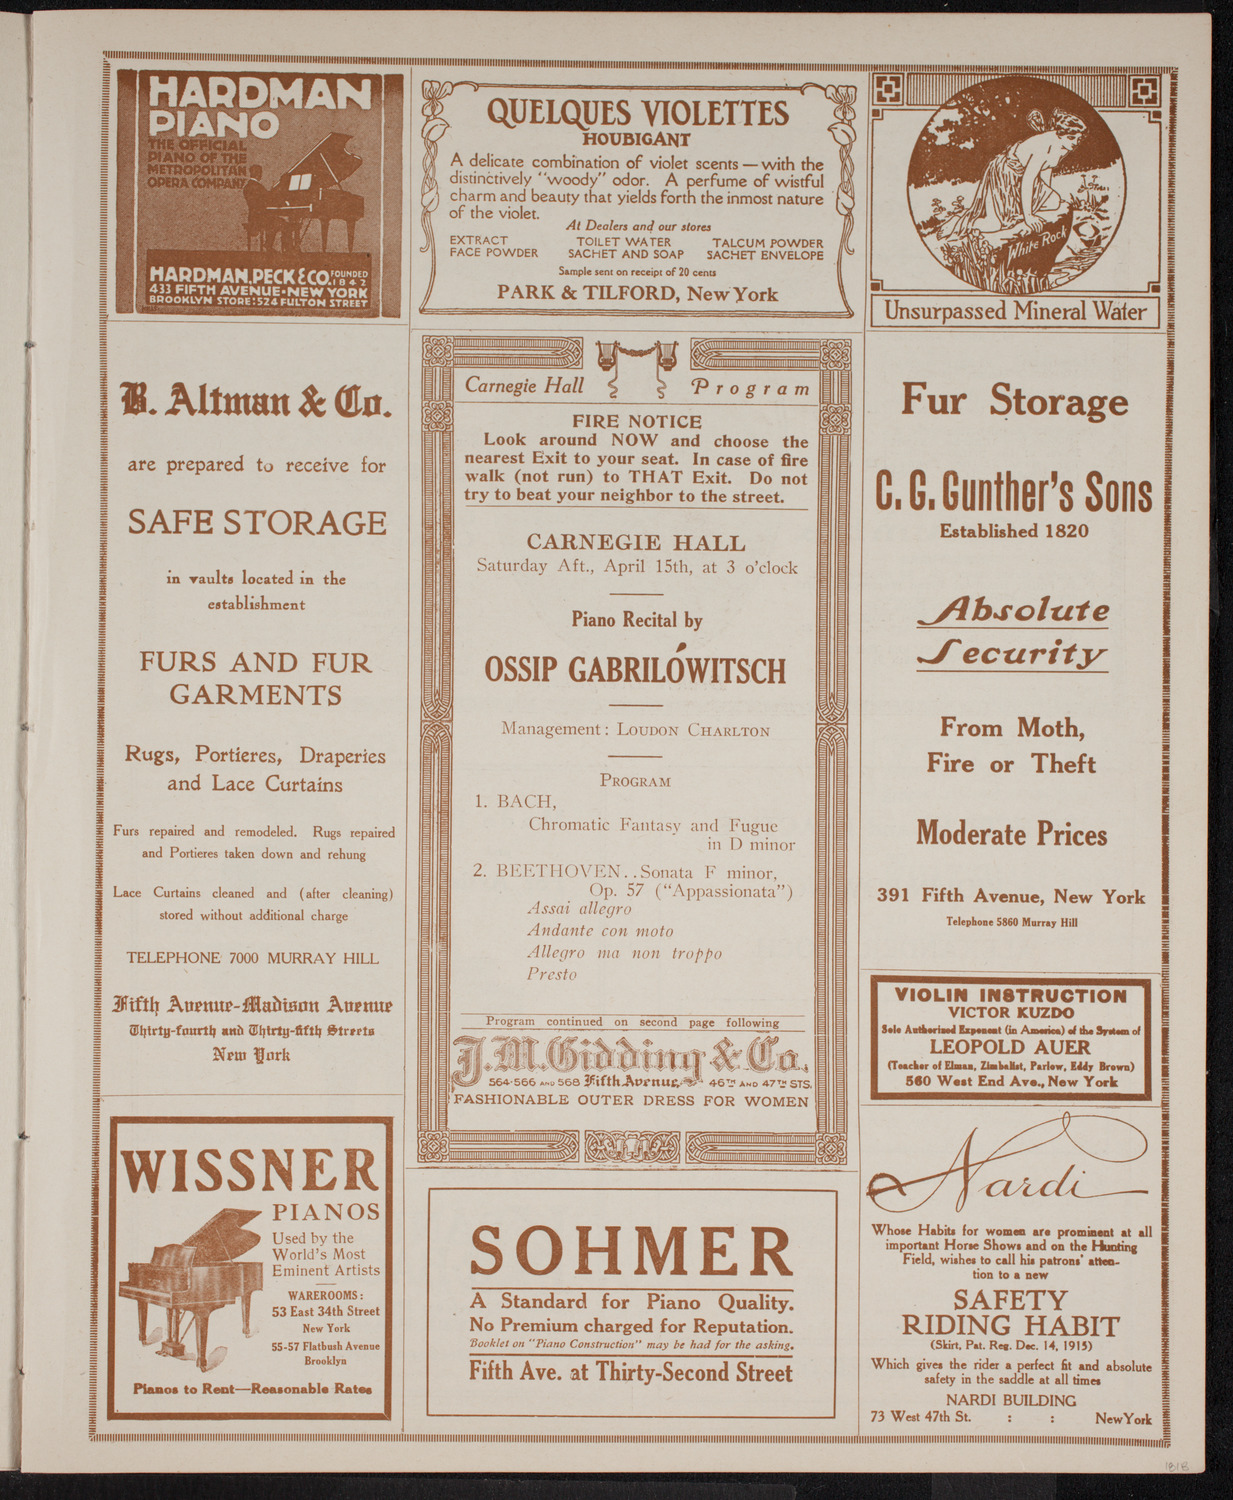 HARDMAN
PIANO
THE OFFICIAL
PIANO OF THE
METROPOLITAN
OPERA COMPANY
HARDMAN, PECK & CO. FOUNDED 1842
433 FIFTH AVENUE-NEW YORK
BROOKLYN STORE: 524 FULTON STREET
QUELQUES VIOLETTES
HOUBIGANT
A delicate combination of violet scents — with the
distinctively "woody" odor. A perfume of wistful
charm and beauty that yields forth the inmost nature
of the violet.
At Dealers and our stores
EXTRACT TOILET WATER TALCUM POWDER
FACE POWDER SACHET AND SOAP SACHET ENVELOPE
Sample sent on receipt of 20 cents
PARK & TILFORD, New York
White Rock
Unsurpassed Mineral Water
B. Altman & Co.
are prepared to receive for
SAFE STORAGE
in vaults located in the
establishment
FURS AND FUR
GARMENTS
Rugs, Portieres, Draperies
and Lace Curtains
Furs repaired and remodeled. Rugs repaired
and Portieres taken down and rehung
Lace Curtains cleaned and (after cleaning)
stored without additional charge
TELEPHONE 7000 MURRAY HILL
Fifth Avenue-Madison Avenue
Thirty-fourth and Thirty-fifth Streets
New York
Carnegie Hall Program
FIRE NOTICE
Look around NOW and choose the
nearest Exit to your seat. In case of fire
walk (not run) to THAT Exit. Do not
try to beat your neighbor to the street.
CARNEGIE HALL
Saturday Aft., April 15th, at 3 o'clock
Piano Recital by
OSSIP GABRILÓWITSCH
Management: LOUDON CHARLTON
PROGRAM
1. BACH,
Chromatic Fantasy and Fugue
in D minor
2. BEETHOVEN..Sonata F minor,
Op. 57 ("Appassionata")
Assai allegro
Andante con moto
Allegro ma non troppo
Presto
Program continued on second page following
J. M. Gidding & Co.
564-566 AND 568 Fifth Avenue, 46TH AND 47TH STS.
FASHIONABLE OUTER DRESS FOR WOMEN
Fur Storage
C. G. Gunther's Sons
Established 1820
Absolute
Security
From Moth,
Fire or Theft
Moderate Prices
391 Fifth Avenue, New York
Telephone 5860 Murray Hill
VIOLIN INSTRUCTION
VICTOR KUZDO
Sole Authorized Exponent (in America) of the System of
LEOPOLD AUER
(Teacher of Elman, Zimbalist, Parlow, Eddy Brown)
560 West End Ave., New York
WISSNER
PIANOS
Used by the
World's Most
Eminent Artists
WAREROOMS:
53 East 34th Street
New York
55-57 Flatbush Avenue
Brooklyn
Pianos to Rent—Reasonable Rates
SOHMER
A Standard for Piano Quality.
No Premium charged for Reputation.
Booklet on "Piano Construction" may be had for the asking.
Fifth Ave. at Thirty-Second Street
Nardi
Whose Habits for women are prominent at all
important Horse Shows and on the Hunting
Field, wishes to call his patrons' atten-
tion to a new
SAFETY
RIDING HABIT
(Skirt, Pat. Reg. Dec. 14, 1915)
Which gives the rider a perfect fit and absolute
safety in the saddle at all times
NARDI BUILDING
73 West 47th St. : : New York
1818